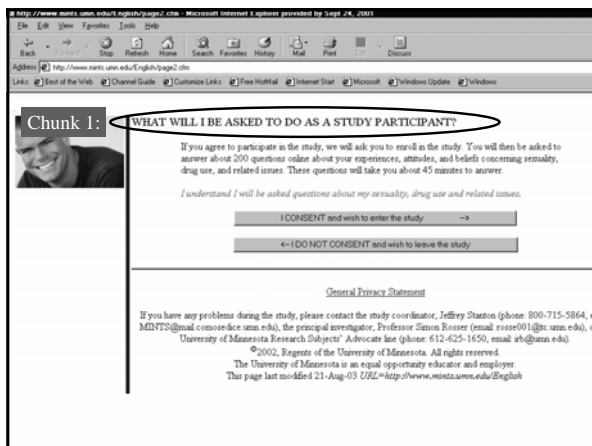 http://www.mints.umn.edu/English/page2.cfm - Microsoft Internet Explorer provided by Sept 24, 2001
File Edit View Favorites Tools Help
Back Forward Stop Refresh Home Search Favorites History Mail Print Edit Discuss
Address http://www.mints.umn.edu/English/page2.cfm
Links Best of the Web Channel Guide Customize Links Free HotMail Internet Start Microsoft Windows Update Windows
Chunk 1: WHAT WILL I BE ASKED TO DO AS A STUDY PARTICIPANT?
If you agree to participate in the study, we will ask you to enroll in the study. You will then be asked to
answer about 200 questions online about your experiences, attitudes, and beliefs concerning sexuality,
drug use, and related issues. These questions will take you about 45 minutes to answer.
I understand I will be asked questions about my sexuality, drug use and related issues.
I CONSENT and wish to enter the study -->
<-- I DO NOT CONSENT and wish to leave the study
General Privacy Statement
If you have any problems during the study, please contact the study coordinator, Jeffrey Stanton (phone: 800-715-5864,
MINTS@mail.comosedice.umn.edu), the principal investigator, Professor Simon Rosser (email: rosse001@tc.umn.edu),
University of Minnesota Research Subjects' Advocate line (phone: 612-625-1650, email: irb@umn.edu).
©2002, Regents of the University of Minnesota. All rights reserved.
The University of Minnesota is an equal opportunity educator and employer.
This page last modified 21-Aug-03 URL=http://www.mints.umn.edu/English